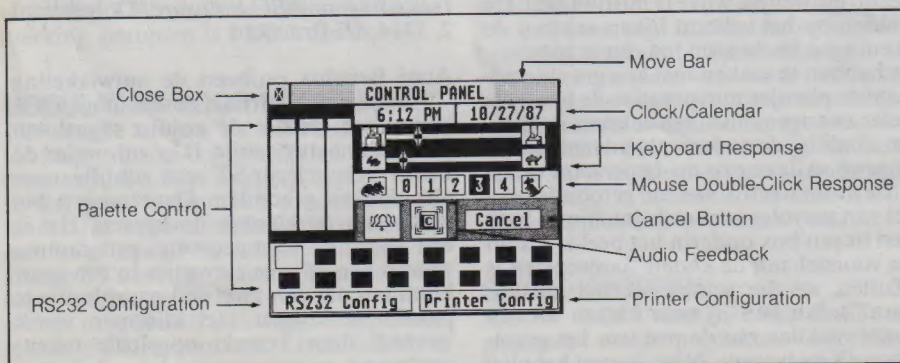 Move Bar
Close Box
CONTROL PANEL
6:12 PM 10/27/87
Clock/Calendar
Keyboard Response
0 1 2 3 4
Mouse Double-Click Response
Palette Control
Cancel
Cancel Button
Audio Feedback
RS232 Configuration
RS232 Config Printer Config
Printer Configuration